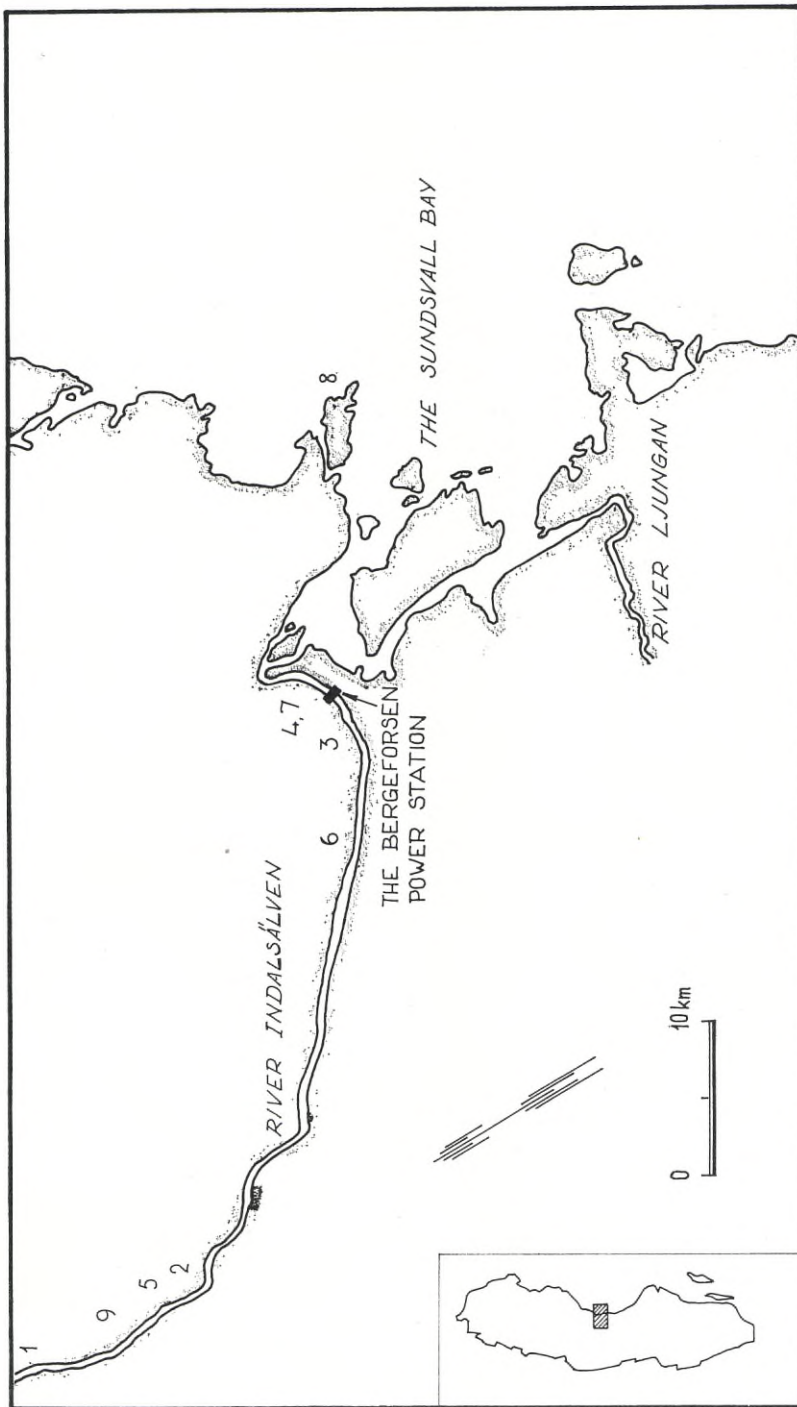 1
9
5
2
RIVER INDALSÄLVEN
6
3
4,7
THE BERGEFORSEN
POWER STATION
8
THE SUNDSVALL BAY
RIVER LJUNGAN
0
10 km